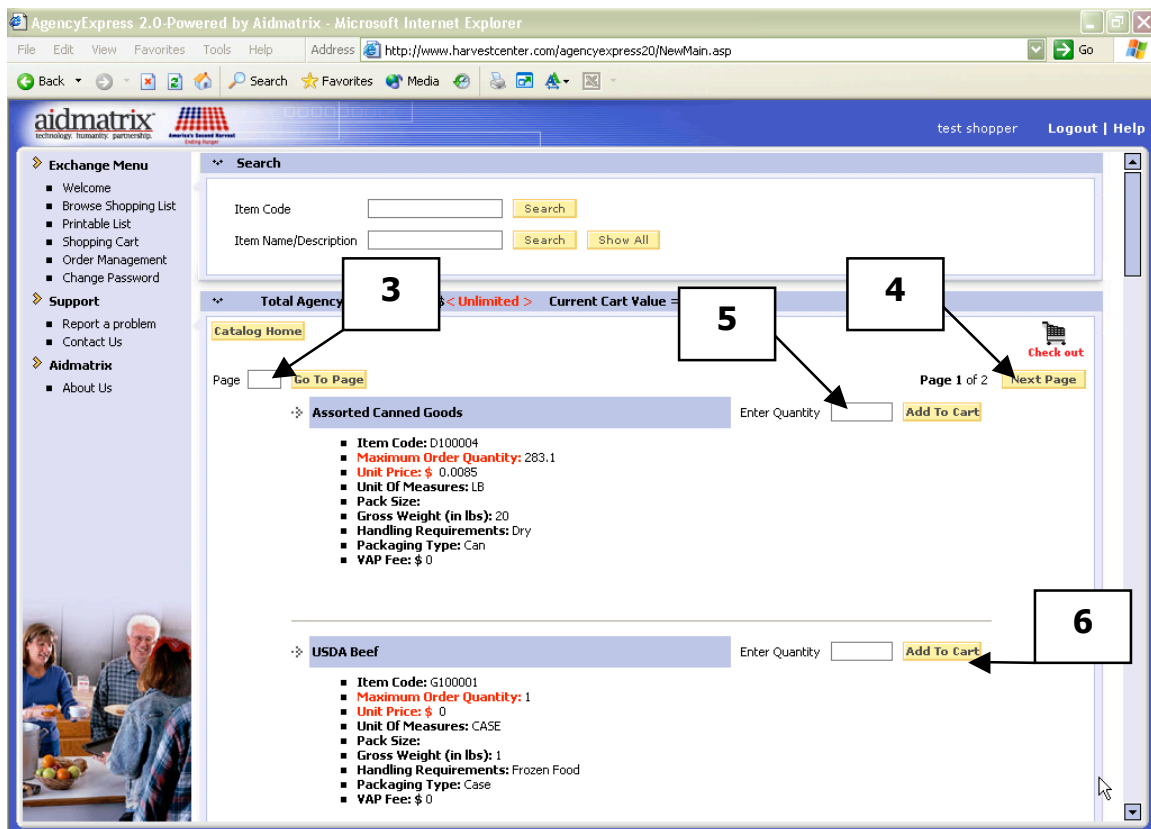 AgencyExpress 2.0-Powered by Aidmatrix - Microsoft Internet Explorer
File Edit View Favorites Tools Help Address http://www.harvestcenter.com/agencyexpress20/NewMain.asp Go
Back Search Favorites Media
aidmatrix
technology. humanity. partnership.
America's Second Harvest
Ending Hunger
test shopper Logout | Help
Exchange Menu
Welcome
Browse Shopping List
Printable List
Shopping Cart
Order Management
Change Password
Support
Report a problem
Contact Us
Aidmatrix
About Us
Search
Item Code Search
Item Name/Description Search Show All
3
4
5
6
Total Agency $< Unlimited > Current Cart Value =
Catalog Home
Check out
Page Go To Page Page 1 of 2 Next Page
Assorted Canned Goods Enter Quantity Add To Cart
Item Code: D100004
Maximum Order Quantity: 283.1
Unit Price: $ 0.0085
Unit Of Measures: LB
Pack Size:
Gross Weight (in lbs): 20
Handling Requirements: Dry
Packaging Type: Can
VAP Fee: $ 0
USDA Beef Enter Quantity Add To Cart
Item Code: G100001
Maximum Order Quantity: 1
Unit Price: $ 0
Unit Of Measures: CASE
Pack Size:
Gross Weight (in lbs): 1
Handling Requirements: Frozen Food
Packaging Type: Case
VAP Fee: $ 0